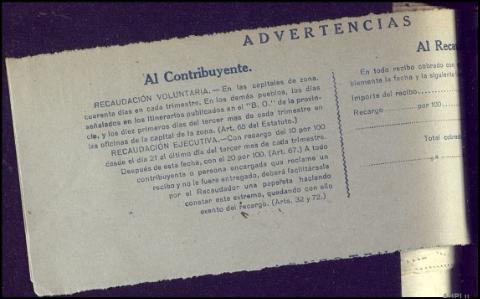 ADVERTENCIAS
Al Contribuyente.
RECAUDACIÓN VOLUNTARIA.—En las capitales de zona,
cuarenta días en cada trimestre. En los demás pueblos, los días
señalados en los itinerarios publicados en el "B. O." de la provin-
cia, y los diez primeros días del tercer mes de cada trimestre en
las oficinas de la capital de la zona. (Art. 65 del Estatuto.)
RECAUDACIÓN EJECUTIVA.—Con recargo del 10 por 100
desde el día 21 al último día del tercer mes de cada trimestre.
Después de esta fecha, con el 20 por 100. (Art. 67.) A todo
contribuyente o persona encargada que reclame un
recibo y no le fuere entregado, deberá facilitársele
por el Recaudador una papeleta haciendo
constar este extremo, quedando con ello
exento del recargo. (Arts. 32 y 72.)
Al Reca
En todo recibo cobrado con
blemente la fecha y la siguiente
Importe del recibo
Recargo por 100
Total cobra